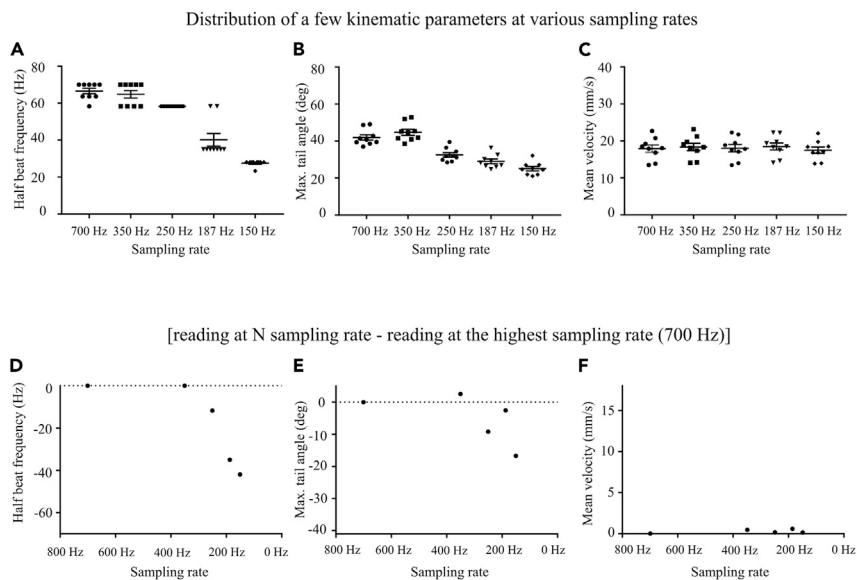 Distribution of a few kinematic parameters at various sampling rates
A
Half beat frequency (Hz)
80
60
40
20
0
700 Hz 350 Hz 250 Hz 187 Hz 150 Hz
Sampling rate
B
Max. tail angle (deg)
80
60
40
20
0
700 Hz 350 Hz 250 Hz 187 Hz 150 Hz
Sampling rate
C
Mean velocity (mm/s)
40
30
20
10
0
700 Hz 350 Hz 250 Hz 187 Hz 150 Hz
Sampling rate
[reading at N sampling rate - reading at the highest sampling rate (700 Hz)]
D
Half beat frequency (Hz)
0
-20
-40
-60
800 Hz 600 Hz 400 Hz 200 Hz 0 Hz
Sampling rate
E
Max. tail angle (deg)
0
-10
-20
-30
-40
800 Hz 600 Hz 400 Hz 200 Hz 0 Hz
Sampling rate
F
Mean velocity (mm/s)
15
10
5
0
800 Hz 600 Hz 400 Hz 200 Hz 0 Hz
Sampling rate